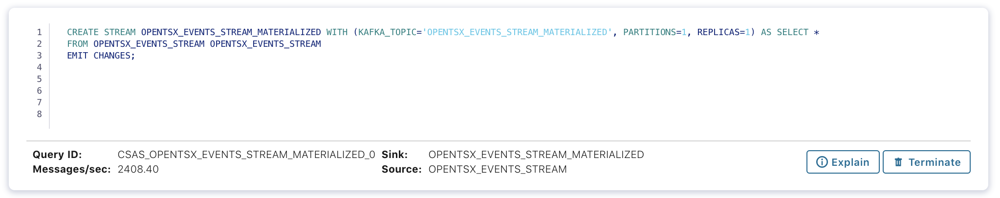 1 CREATE STREAM OPENTSX_EVENTS_STREAM_MATERIALIZED WITH (KAFKA_TOPIC='OPENTSX_EVENTS_STREAM_MATERIALIZED', PARTITIONS=1, REPLICAS=1) AS SELECT *
2 FROM OPENTSX_EVENTS_STREAM OPENTSX_EVENTS_STREAM
3 EMIT CHANGES;
4
5
6
7
8
Query ID: CSAS_OPENTSX_EVENTS_STREAM_MATERIALIZED_0 Sink: OPENTSX_EVENTS_STREAM_MATERIALIZED
Messages/sec: 2408.40 Source: OPENTSX_EVENTS_STREAM
Explain Terminate